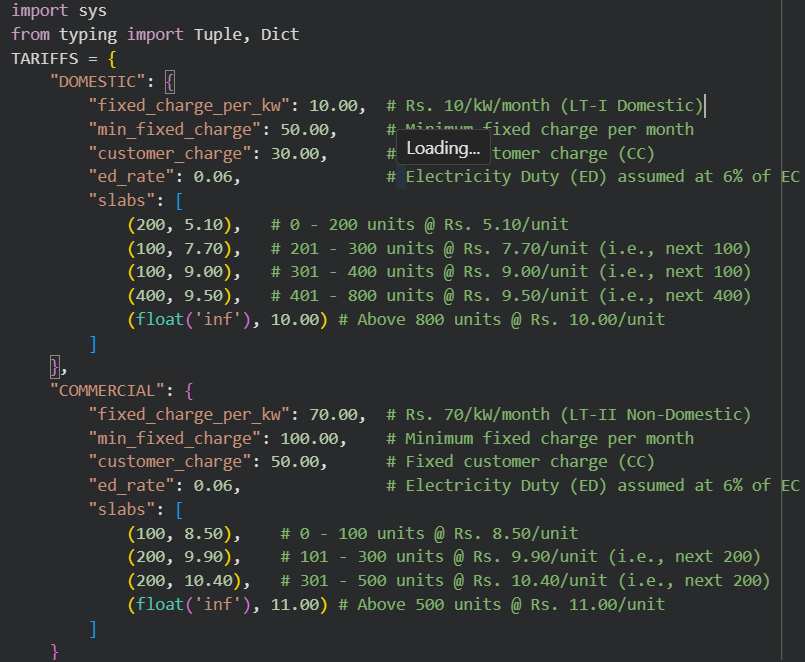 import sys
from typing import Tuple, Dict
TARIFFS = {
    "DOMESTIC": {
        "fixed_charge_per_kw": 10.00,  # Rs. 10/kW/month (LT-I Domestic)
        "min_fixed_charge": 50.00,     # Minimum fixed charge per month
        "customer_charge": 30.00,      # Loading... tomer charge (CC)
        "ed_rate": 0.06,               # Electricity Duty (ED) assumed at 6% of EC
        "slabs": [
            (200, 5.10),   # 0 - 200 units @ Rs. 5.10/unit
            (100, 7.70),   # 201 - 300 units @ Rs. 7.70/unit (i.e., next 100)
            (100, 9.00),   # 301 - 400 units @ Rs. 9.00/unit (i.e., next 100)
            (400, 9.50),   # 401 - 800 units @ Rs. 9.50/unit (i.e., next 400)
            (float('inf'), 10.00) # Above 800 units @ Rs. 10.00/unit
        ]
    },
    "COMMERCIAL": {
        "fixed_charge_per_kw": 70.00,  # Rs. 70/kW/month (LT-II Non-Domestic)
        "min_fixed_charge": 100.00,    # Minimum fixed charge per month
        "customer_charge": 50.00,      # Fixed customer charge (CC)
        "ed_rate": 0.06,               # Electricity Duty (ED) assumed at 6% of EC
        "slabs": [
            (100, 8.50),    # 0 - 100 units @ Rs. 8.50/unit
            (200, 9.90),    # 101 - 300 units @ Rs. 9.90/unit (i.e., next 200)
            (200, 10.40),   # 301 - 500 units @ Rs. 10.40/unit (i.e., next 200)
            (float('inf'), 11.00) # Above 500 units @ Rs. 11.00/unit
        ]
    }